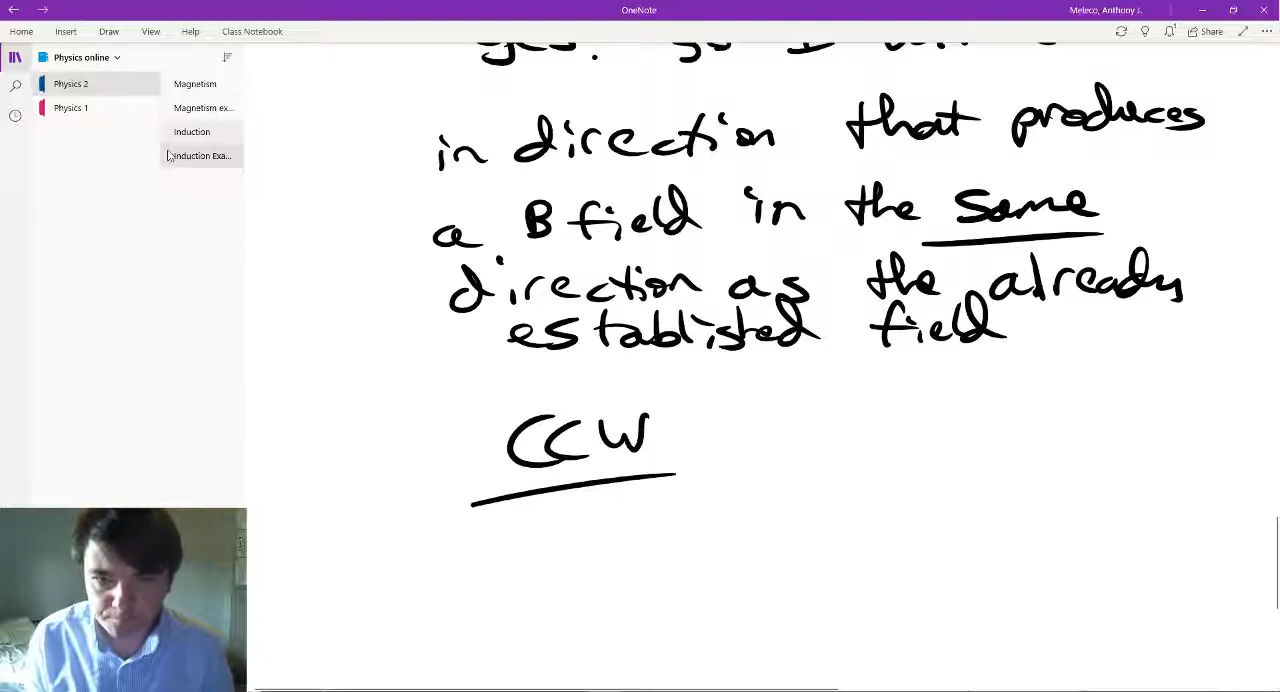 OneNote
Meleco, Anthony J.
Home Insert Draw View Help Class Notebook
Share
Physics online
Physics 2
Physics 1
Magnetism
Magnetism ex...
Induction
Induction Exa...
in direction that produces
a B field in the same
direction as the already
established field
CCW